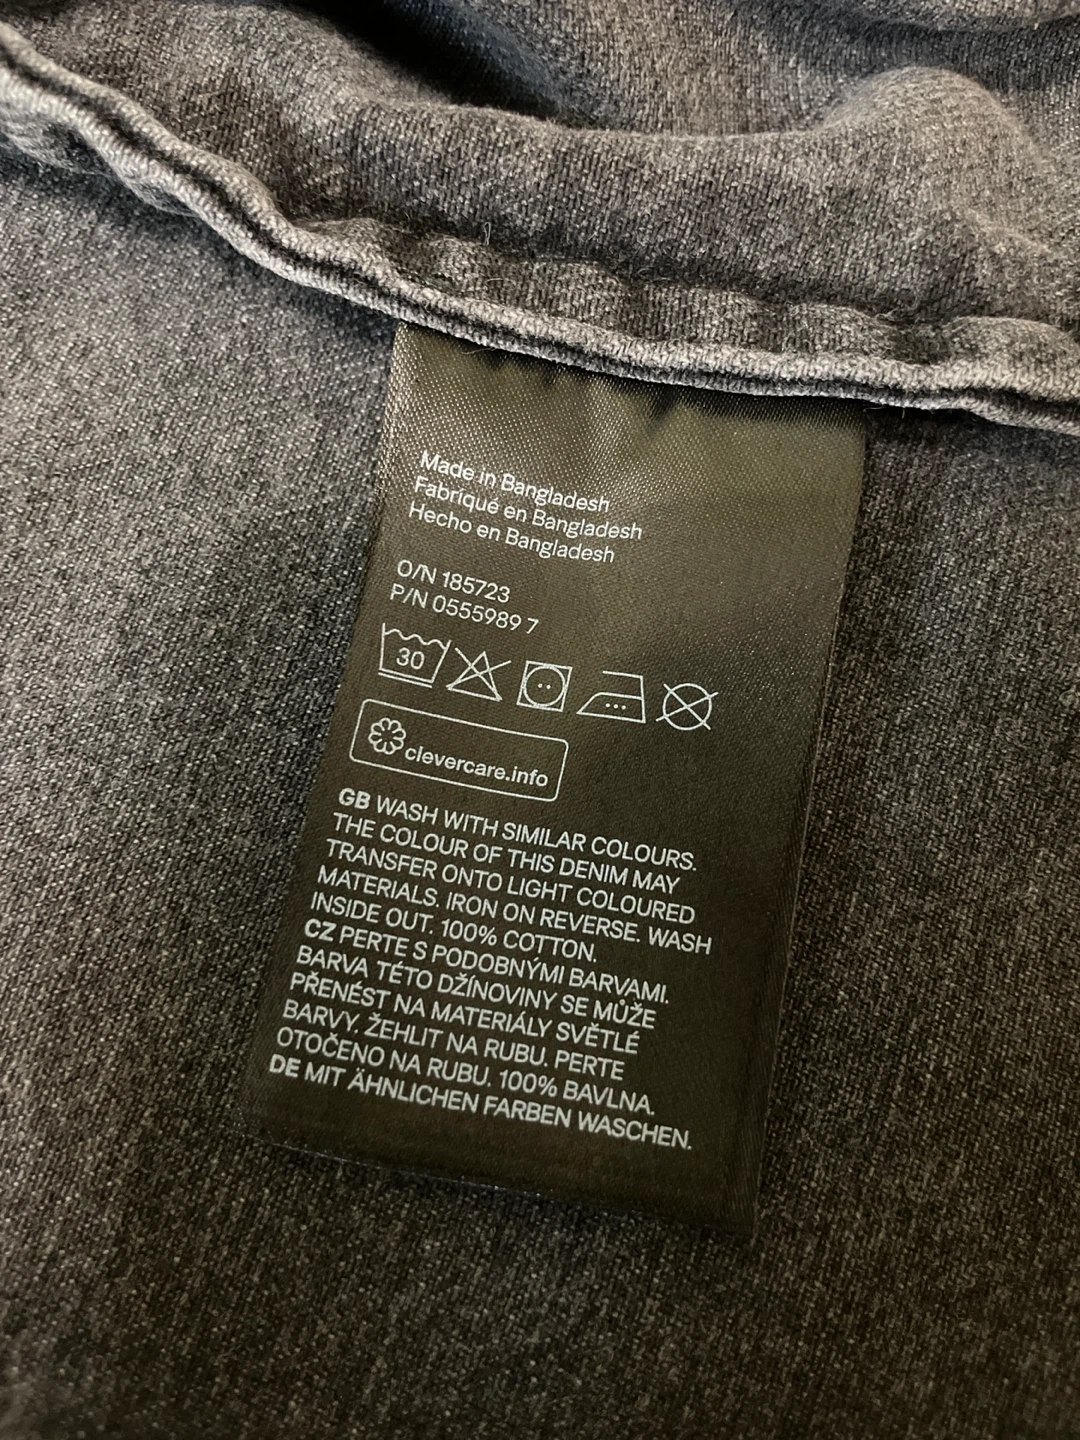 Made in Bangladesh
Fabriqué en Bangladesh
Hecho en Bangladesh
O/N 185723
P/N 0555989 7
30
clevercare.info
GB WASH WITH SIMILAR COLOURS.
THE COLOUR OF THIS DENIM MAY
TRANSFER ONTO LIGHT COLOURED
MATERIALS. IRON ON REVERSE. WASH
INSIDE OUT. 100% COTTON.
CZ PERTE S PODOBNÝMI BARVAMI.
BARVA TÉTO DŽÍNOVINY SE MŮŽE
PŘENÉST NA MATERIÁLY SVĚTLÉ
BARVY. ŽEHLIT NA RUBU. PERTE
OTOČENO NA RUBU. 100% BAVLNA.
DE MIT ÄHNLICHEN FARBEN WASCHEN.